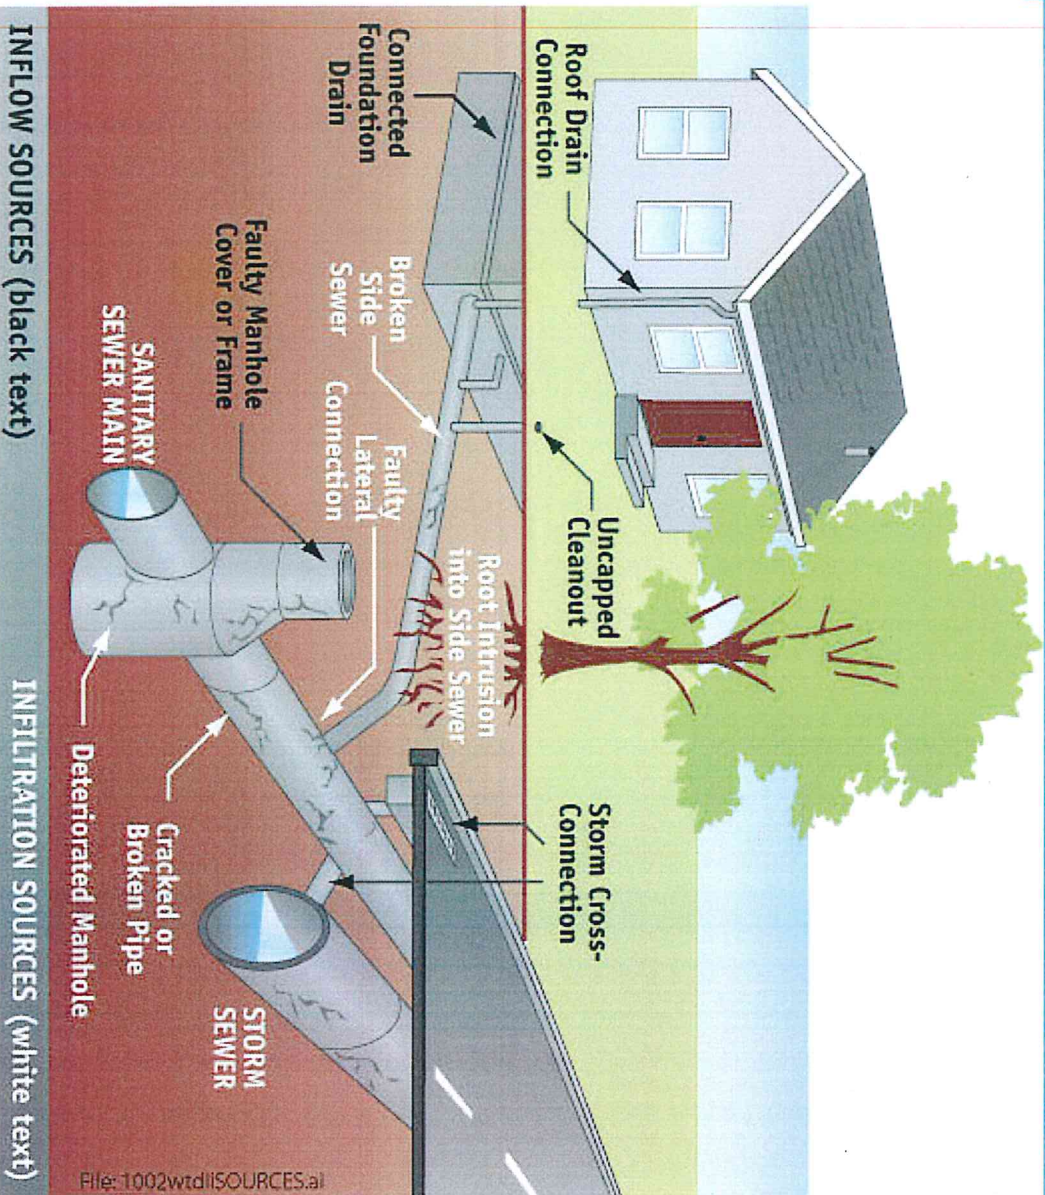 Roof Drain
Connection
Connected
Foundation
Drain
Uncapped
Cleanout
Storm Cross-
Connection
Root Intrusion
into Side Sewer
Broken
Side
Sewer
Faulty
Lateral
Connection
Faulty Manhole
Cover or Frame
SANITARY
SEWER MAIN
STORM
SEWER
Cracked or
Broken Pipe
Deteriorated Manhole
INFLOW SOURCES (black text)
INFILTRATION SOURCES (white text)
File: 1002wtdIISOURCES.ai